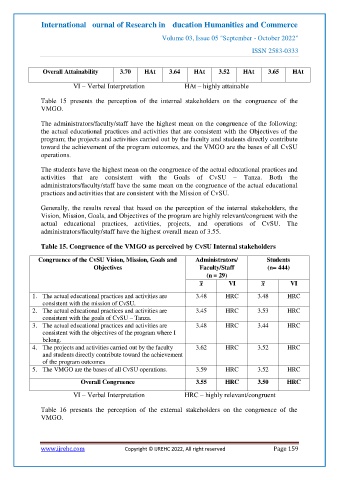 International ournal of Research in ducation Humanities and Commerce
Volume 03, Issue 05 "September - October 2022"
ISSN 2583-0333
Overall Attainability 3.70 HAt 3.64 HAt 3.52 HAt 3.65 HAt
VI – Verbal Interpretation HAt – highly attainable
Table 15 presents the perception of the internal stakeholders on the congruence of the
VMGO.
The administrators/faculty/staff have the highest mean on the congruence of the following:
the actual educational practices and activities that are consistent with the Objectives of the
program; the projects and activities carried out by the faculty and students directly contribute
toward the achievement of the program outcomes, and the VMGO are the bases of all CvSU
operations.
The students have the highest mean on the congruence of the actual educational practices and
activities that are consistent with the Goals of CvSU – Tanza. Both the
administrators/faculty/staff have the same mean on the congruence of the actual educational
practices and activities that are consistent with the Mission of CvSU.
Generally, the results reveal that based on the perception of the internal stakeholders, the
Vision, Mission, Goals, and Objectives of the program are highly relevant/congruent with the
actual educational practices, activities, projects, and operations of CvSU. The
administrators/faculty/staff have the highest overall mean of 3.55.
Table 15. Congruence of the VMGO as perceived by CvSU Internal stakeholders
Congruence of the CvSU Vision, Mission, Goals and Administrators/ Students
Objectives Faculty/Staff (n= 444)
(n = 29)
x̅ VI x̅ VI
1. The actual educational practices and activities are 3.48 HRC 3.48 HRC
consistent with the mission of CvSU.
2. The actual educational practices and activities are 3.45 HRC 3.53 HRC
consistent with the goals of CvSU – Tanza.
3. The actual educational practices and activities are 3.48 HRC 3.44 HRC
consistent with the objectives of the program where I
belong.
4. The projects and activities carried out by the faculty 3.62 HRC 3.52 HRC
and students directly contribute toward the achievement
of the program outcomes
5. The VMGO are the bases of all CvSU operations. 3.59 HRC 3.52 HRC
Overall Congruence 3.55 HRC 3.50 HRC
VI – Verbal Interpretation HRC – highly relevant/congruent
Table 16 presents the perception of the external stakeholders on the congruence of the
VMGO.
www.ijrehc.com Copyright © IJREHC 2022, All right reserved Page 159